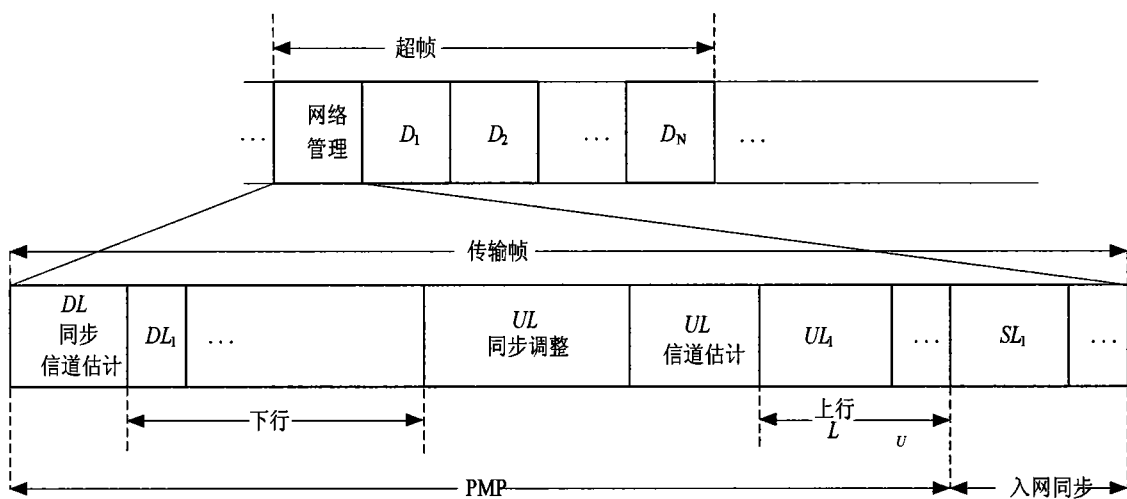 超帧
... 网络 D₁ D₂ ... D_N ...
管理
传输帧
DL UL UL
同步 DL₁ ... 同步调整 信道估计 UL₁ ... SL₁ ...
信道估计
下行 上行
L U
PMP 入网同步